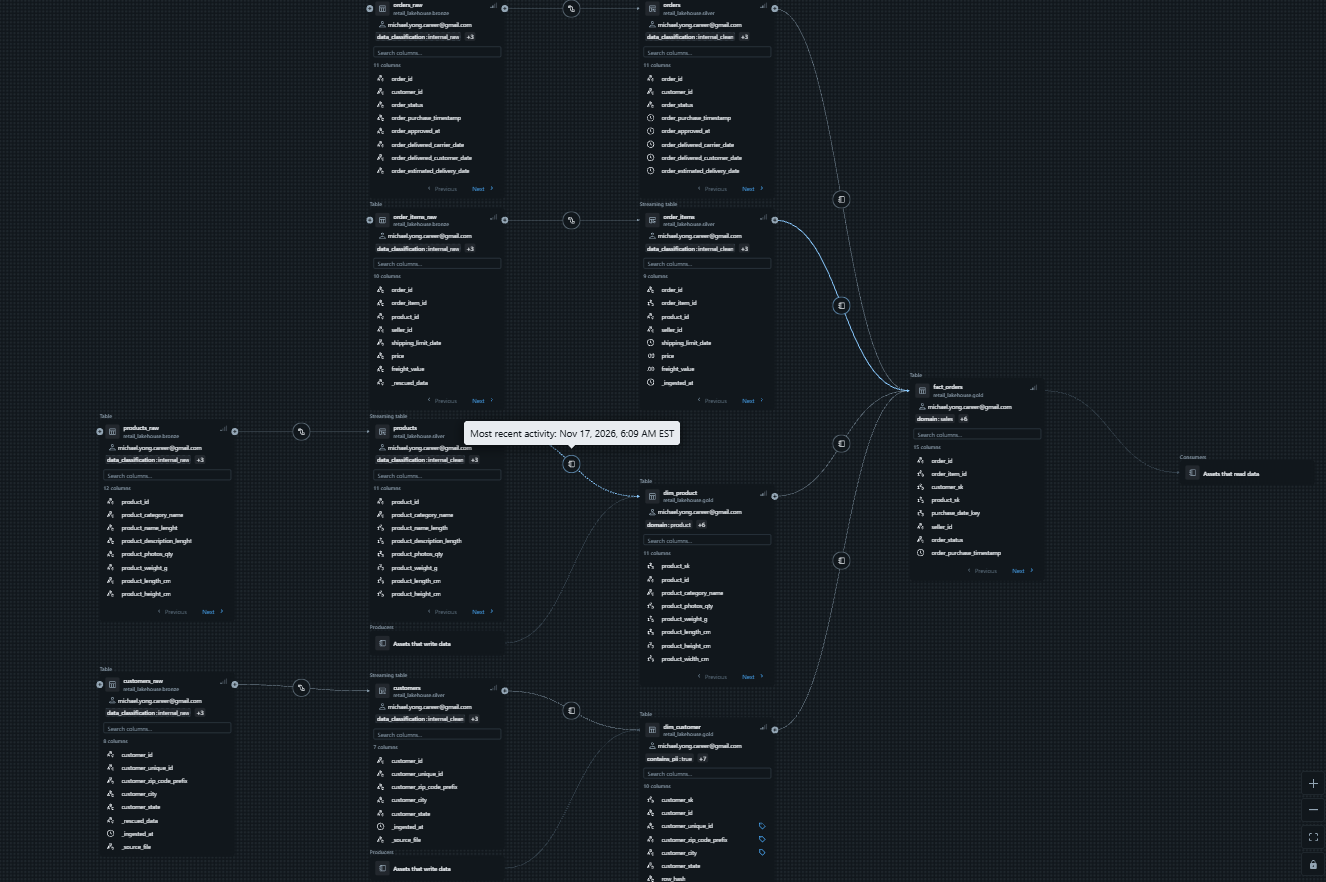 orders_raw
retail_lakehouse.bronze
michael.yong.career@gmail.com
data_classification : internal_raw +3
Search columns...
11 columns
order_id
customer_id
order_status
order_purchase_timestamp
order_approved_at
order_delivered_carrier_date
order_delivered_customer_date
order_estimated_delivery_date
Previous Next
orders
retail_lakehouse.silver
michael.yong.career@gmail.com
data_classification : internal_clean +3
Search columns...
11 columns
order_id
customer_id
order_status
order_purchase_timestamp
order_approved_at
order_delivered_carrier_date
order_delivered_customer_date
order_estimated_delivery_date
Previous Next
Table
order_items_raw
retail_lakehouse.bronze
michael.yong.career@gmail.com
data_classification : internal_raw +3
Search columns...
10 columns
order_id
order_item_id
product_id
seller_id
shipping_limit_date
price
freight_value
_rescued_data
Previous Next
Streaming table
order_items
retail_lakehouse.silver
michael.yong.career@gmail.com
data_classification : internal_clean +3
Search columns...
9 columns
order_id
order_item_id
product_id
seller_id
shipping_limit_date
price
freight_value
_ingested_at
Previous Next
Table
fact_orders
retail_lakehouse.gold
michael.yong.career@gmail.com
domain : sales +6
Search columns...
15 columns
order_id
order_item_id
customer_sk
product_sk
purchase_date_key
seller_id
order_status
order_purchase_timestamp
Previous Next
Consumers
Assets that read data
Table
products_raw
retail_lakehouse.bronze
michael.yong.career@gmail.com
data_classification : internal_raw +3
Search columns...
12 columns
product_id
product_category_name
product_name_lenght
product_description_lenght
product_photos_qty
product_weight_g
product_length_cm
product_height_cm
Previous Next
Streaming table
products
retail_lakehouse.silver
michael.yong.career@gmail.com
data_classification : internal_clean +3
Search columns...
11 columns
product_id
product_category_name
product_name_length
product_description_length
product_photos_qty
product_weight_g
product_length_cm
product_height_cm
Previous Next
Producers
Assets that write data
Most recent activity: Nov 17, 2026, 6:09 AM EST
Table
dim_product
retail_lakehouse.gold
michael.yong.career@gmail.com
domain : product +6
Search columns...
11 columns
product_sk
product_id
product_category_name
product_photos_qty
product_weight_g
product_length_cm
product_height_cm
product_width_cm
Previous Next
Table
customers_raw
retail_lakehouse.bronze
michael.yong.career@gmail.com
data_classification : internal_raw +3
Search columns...
8 columns
customer_id
customer_unique_id
customer_zip_code_prefix
customer_city
customer_state
_rescued_data
_ingested_at
_source_file
Streaming table
customers
retail_lakehouse.silver
michael.yong.career@gmail.com
data_classification : internal_clean +3
Search columns...
7 columns
customer_id
customer_unique_id
customer_zip_code_prefix
customer_city
customer_state
_ingested_at
_source_file
Producers
Assets that write data
Table
dim_customer
retail_lakehouse.gold
michael.yong.career@gmail.com
contains_pii : true +7
Search columns...
10 columns
customer_sk
customer_id
customer_unique_id
customer_zip_code_prefix
customer_city
customer_state
row_hash